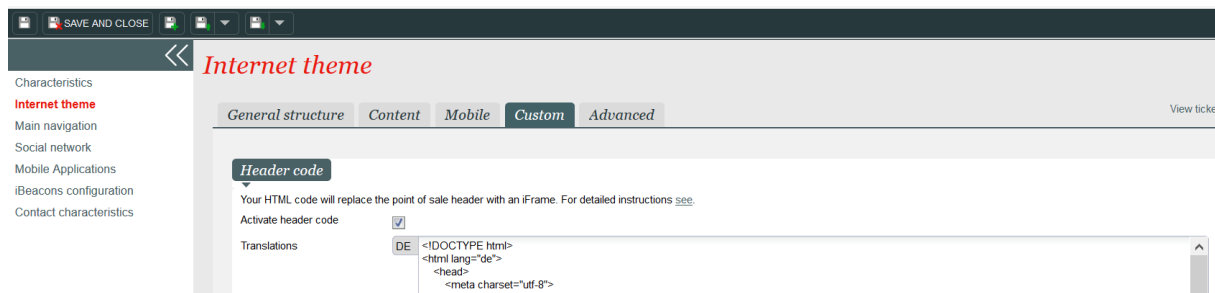 SAVE AND CLOSE
Internet theme
Characteristics
Internet theme
Main navigation
Social network
Mobile Applications
iBeacons configuration
Contact characteristics
General structure Content Mobile Custom Advanced
View ticke
Header code
Your HTML code will replace the point of sale header with an iFrame. For detailed instructions see.
Activate header code
Translations DE <!DOCTYPE html>
<html lang="de">
<head>
<meta charset="utf-8">